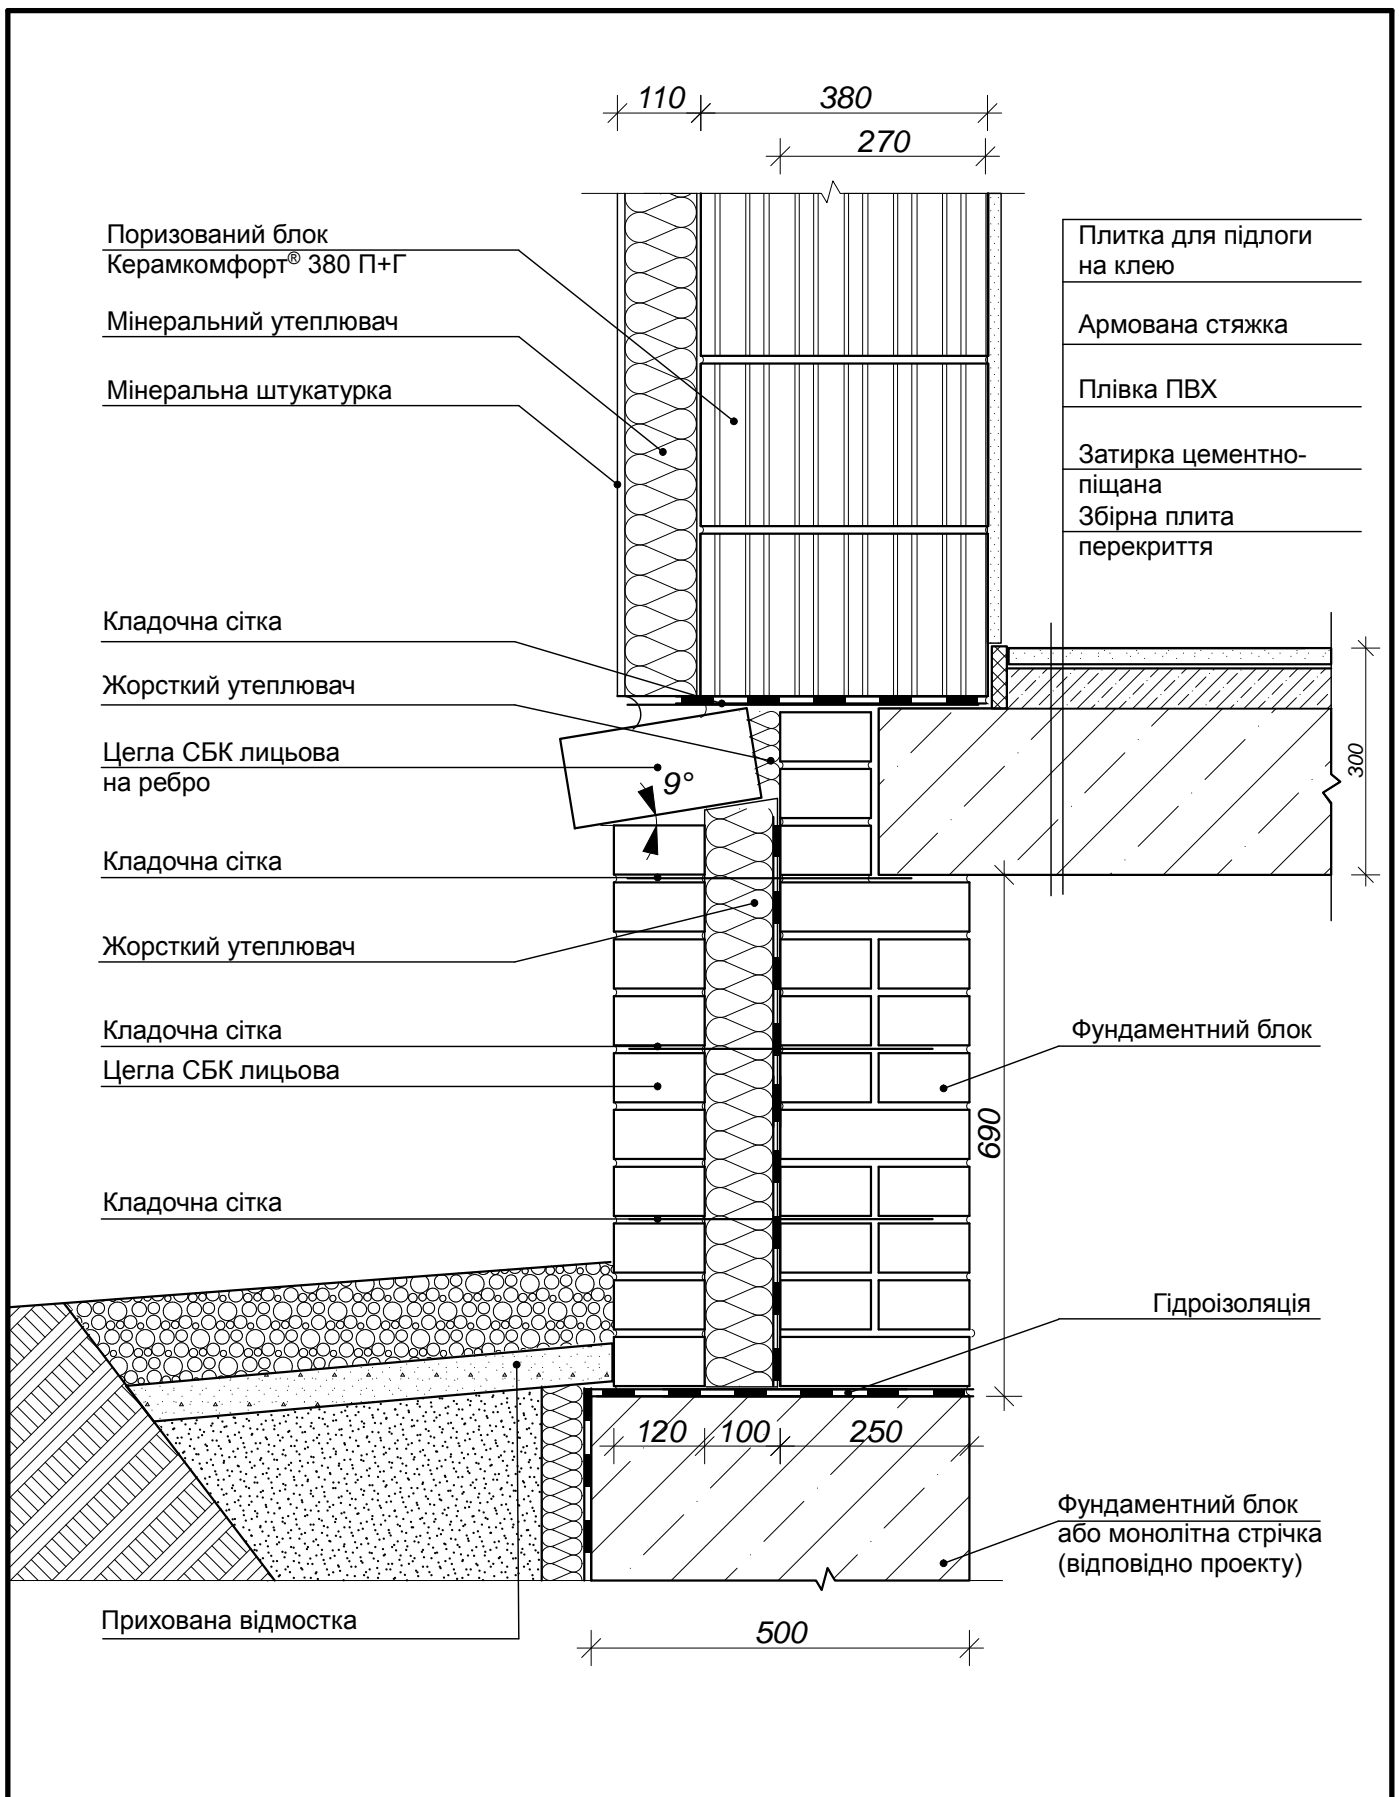 110
380
270
Поризований блок
Керамкомфорт® 380 П+Г
Мінеральний утеплювач
Мінеральна штукатурка
Плитка для підлоги
на клею
Армована стяжка
Плівка ПВХ
Затирка цементно-
піщана
Збірна плита
перекриття
Кладочна сітка
Жорсткий утеплювач
Цегла СБК лицьова
на ребро
9°
300
Кладочна сітка
Жорсткий утеплювач
Кладочна сітка
Цегла СБК лицьова
Фундаментний блок
690
Кладочна сітка
Гідроізоляція
120
100
250
Фундаментний блок
або монолітна стрічка
(відповідно проекту)
Прихована відмостка
500